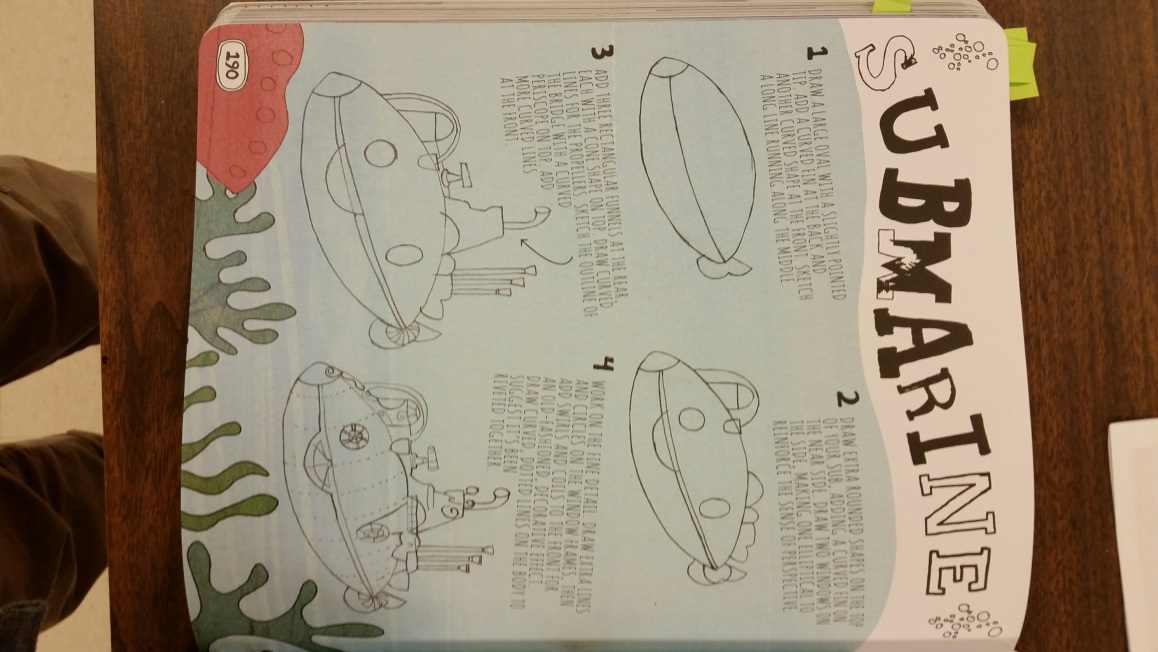 SUBMARINE
1 DRAW A LARGE OVAL WITH A SLIGHTLY POINTED
TIP. ADD A CURVED FIN AT THE BACK AND
ANOTHER CURVED SHAPE AT THE FRONT. SKETCH
A LONG LINE RUNNING ALONG THE MIDDLE.
2 DRAW EXTRA ROUNDED SHAPES ON THE TOP
OF YOUR SUB, ADDING A CURVED FIN ON
THE NEAR SIDE. DRAW TWO WINDOWS ON
THE SIDE, MAKING ONE ELLIPTICAL TO
REINFORCE THE SENSE OF PERSPECTIVE.
3 ADD THREE RECTANGULAR FUNNELS AT THE REAR,
EACH WITH A CONE SHAPE ON TOP. DRAW CURVED
LINES FOR THE PROPELLERS. SKETCH THE OUTLINE OF
THE BRIDGE WITH A CURVED
PERISCOPE ON TOP. ADD
MORE CURVED LINES
AT THE FRONT.
4 WORK ON THE FINE DETAIL. DRAW EXTRA LINES
AND CIRCLES ON THE WINDOW FRAMES, THEN
ADD SWIRLS AND COILS TO THE FRONT FOR
AN OLD-FASHIONED, DECORATIVE EFFECT.
DRAW CURVED, DOTTED LINES ON THE BODY TO
SUGGEST IT'S BEEN
RIVETED TOGETHER.
190